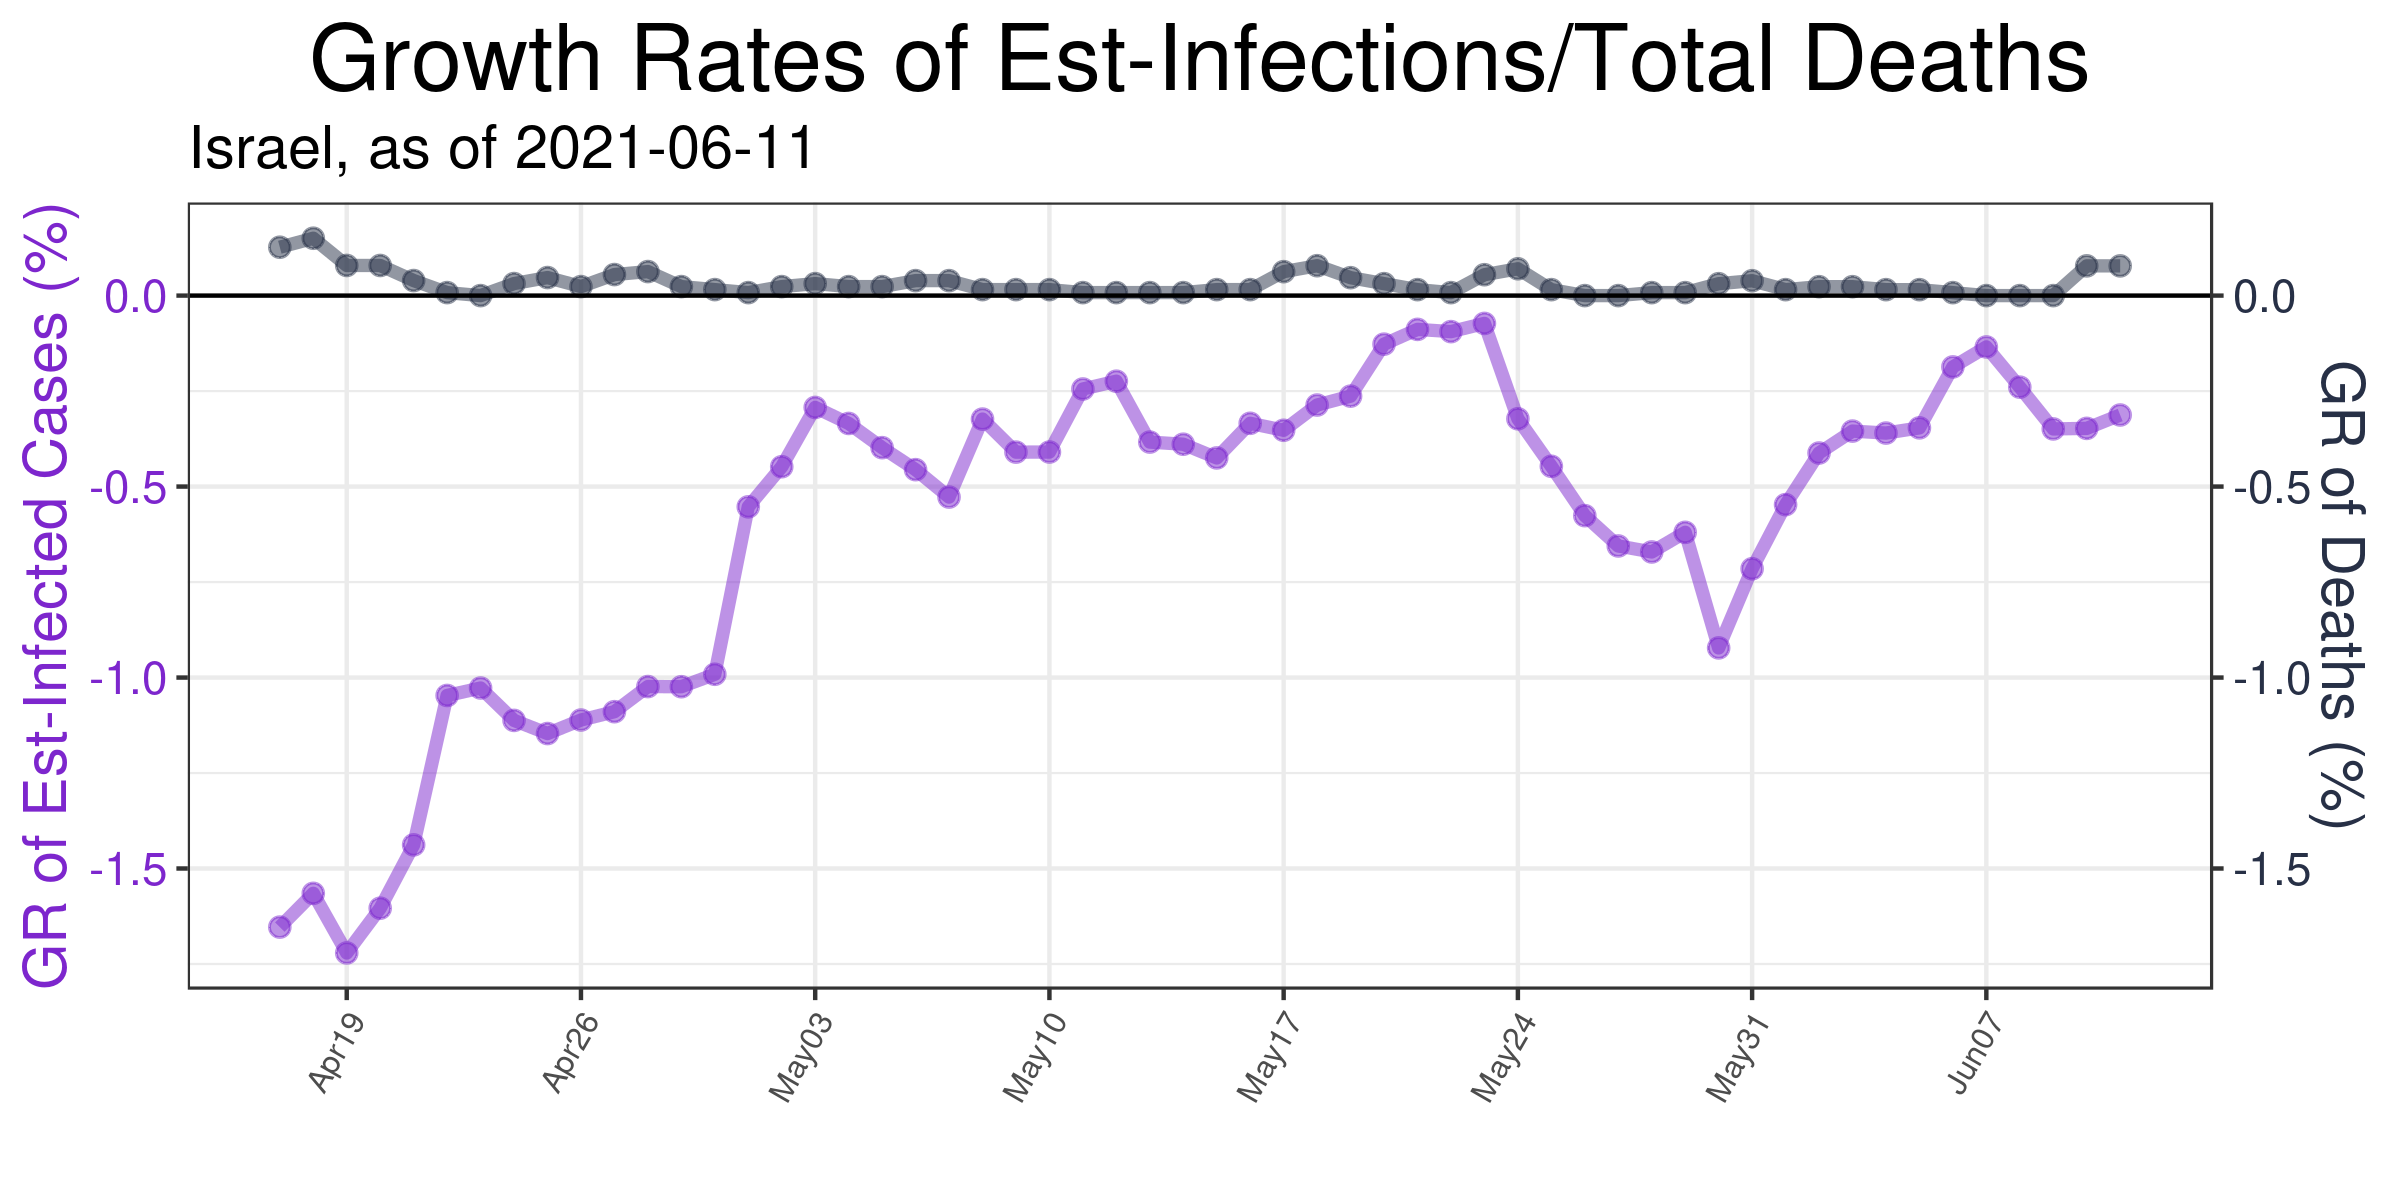 Growth Rates of Est-Infections/Total Deaths
Israel, as of 2021-06-11
GR of Est-Infected Cases (%)
0.0
-0.5
-1.0
-1.5
0.0
-0.5
-1.0
-1.5
GR of Deaths (%)
Apr19
Apr26
May03
May10
May17
May24
May31
Jun07